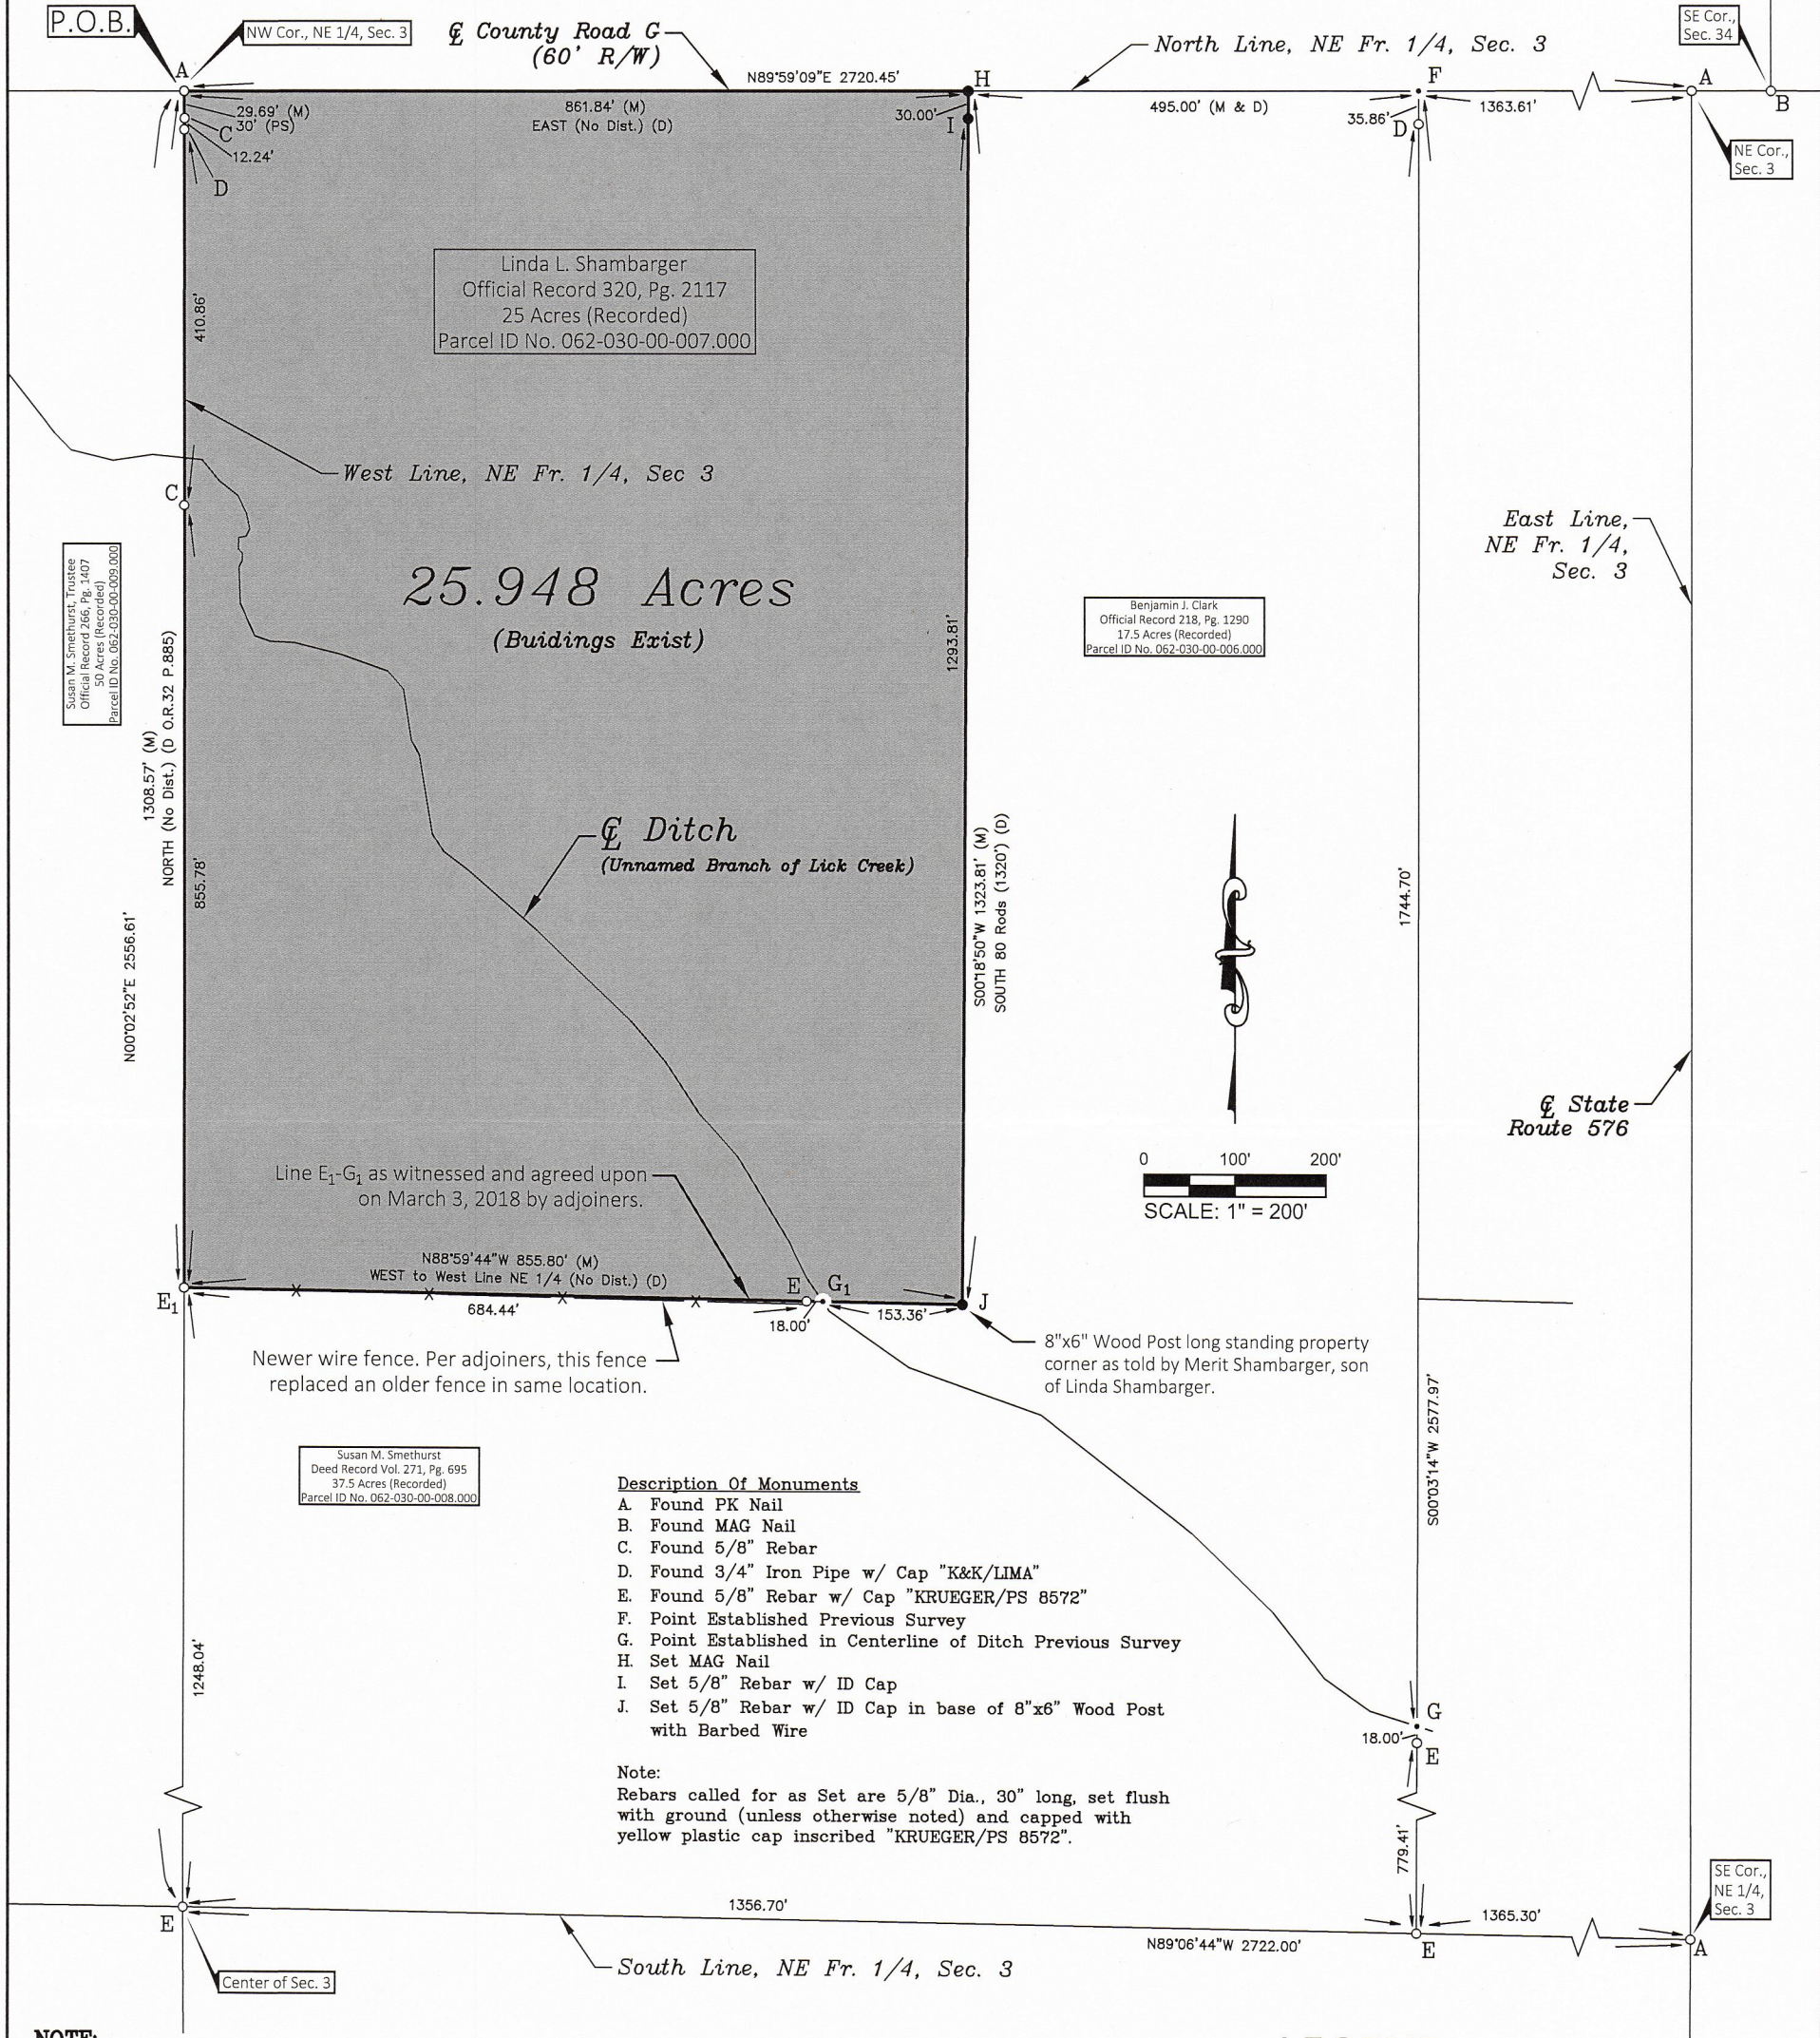 P.O.B.
NW Cor., NE 1/4, Sec. 3
℄ County Road G
(60' R/W)
North Line, NE Fr. 1/4, Sec. 3
SE Cor.,
Sec. 34
A
N89°59'09"E 2720.45'
H
F
A
B
29.69' (M)
30' (PS)
C
12.24'
D
861.84' (M)
EAST (No Dist.) (D)
30.00'
I
495.00' (M & D)
35.86'
D
1363.61'
NE Cor.,
Sec. 3
Linda L. Shambarger
Official Record 320, Pg. 2117
25 Acres (Recorded)
Parcel ID No. 062-030-00-007.000
410.86'
West Line, NE Fr. 1/4, Sec 3
C
East Line,
NE Fr. 1/4,
Sec. 3
Susan M. Smethurst, Trustee
Official Record 266, Pg. 1407
50 Acres (Recorded)
Parcel ID No. 062-030-00-009.000
25.948 Acres
(Buidings Exist)
1293.81'
Benjamin J. Clark
Official Record 218, Pg. 1290
17.5 Acres (Recorded)
Parcel ID No. 062-030-00-006.000
1308.57' (M)
NORTH (No Dist.) (D O.R.32 P.885)
855.78'
N00°02'52"E 2556.61'
℄ Ditch
(Unnamed Branch of Lick Creek)
S00°18'50"W 1323.81' (M)
SOUTH 80 Rods (1320') (D)
1744.70'
℄ State
Route 576
0 100' 200'
SCALE: 1" = 200'
Line E1-G1 as witnessed and agreed upon
on March 3, 2018 by adjoiners.
N88°59'44"W 855.80' (M)
WEST to West Line NE 1/4 (No Dist.) (D)
E1
684.44'
E
G1
18.00'
153.36'
J
Newer wire fence. Per adjoiners, this fence
replaced an older fence in same location.
8"x6" Wood Post long standing property
corner as told by Merit Shambarger, son
of Linda Shambarger.
S00°03'14"W 2577.97'
Susan M. Smethurst
Deed Record Vol. 271, Pg. 695
37.5 Acres (Recorded)
Parcel ID No. 062-030-00-008.000
Description Of Monuments
A. Found PK Nail
B. Found MAG Nail
C. Found 5/8" Rebar
D. Found 3/4" Iron Pipe w/ Cap "K&K/LIMA"
E. Found 5/8" Rebar w/ Cap "KRUEGER/PS 8572"
F. Point Established Previous Survey
G. Point Established in Centerline of Ditch Previous Survey
H. Set MAG Nail
I. Set 5/8" Rebar w/ ID Cap
J. Set 5/8" Rebar w/ ID Cap in base of 8"x6" Wood Post
with Barbed Wire
1248.04'
G
18.00'
E
Note:
Rebars called for as Set are 5/8" Dia., 30" long, set flush
with ground (unless otherwise noted) and capped with
yellow plastic cap inscribed "KRUEGER/PS 8572".
779.41'
SE Cor.,
NE 1/4,
Sec. 3
E
1356.70'
1365.30'
N89°06'44"W 2722.00'
E
A
Center of Sec. 3
South Line, NE Fr. 1/4, Sec. 3
NOTE: